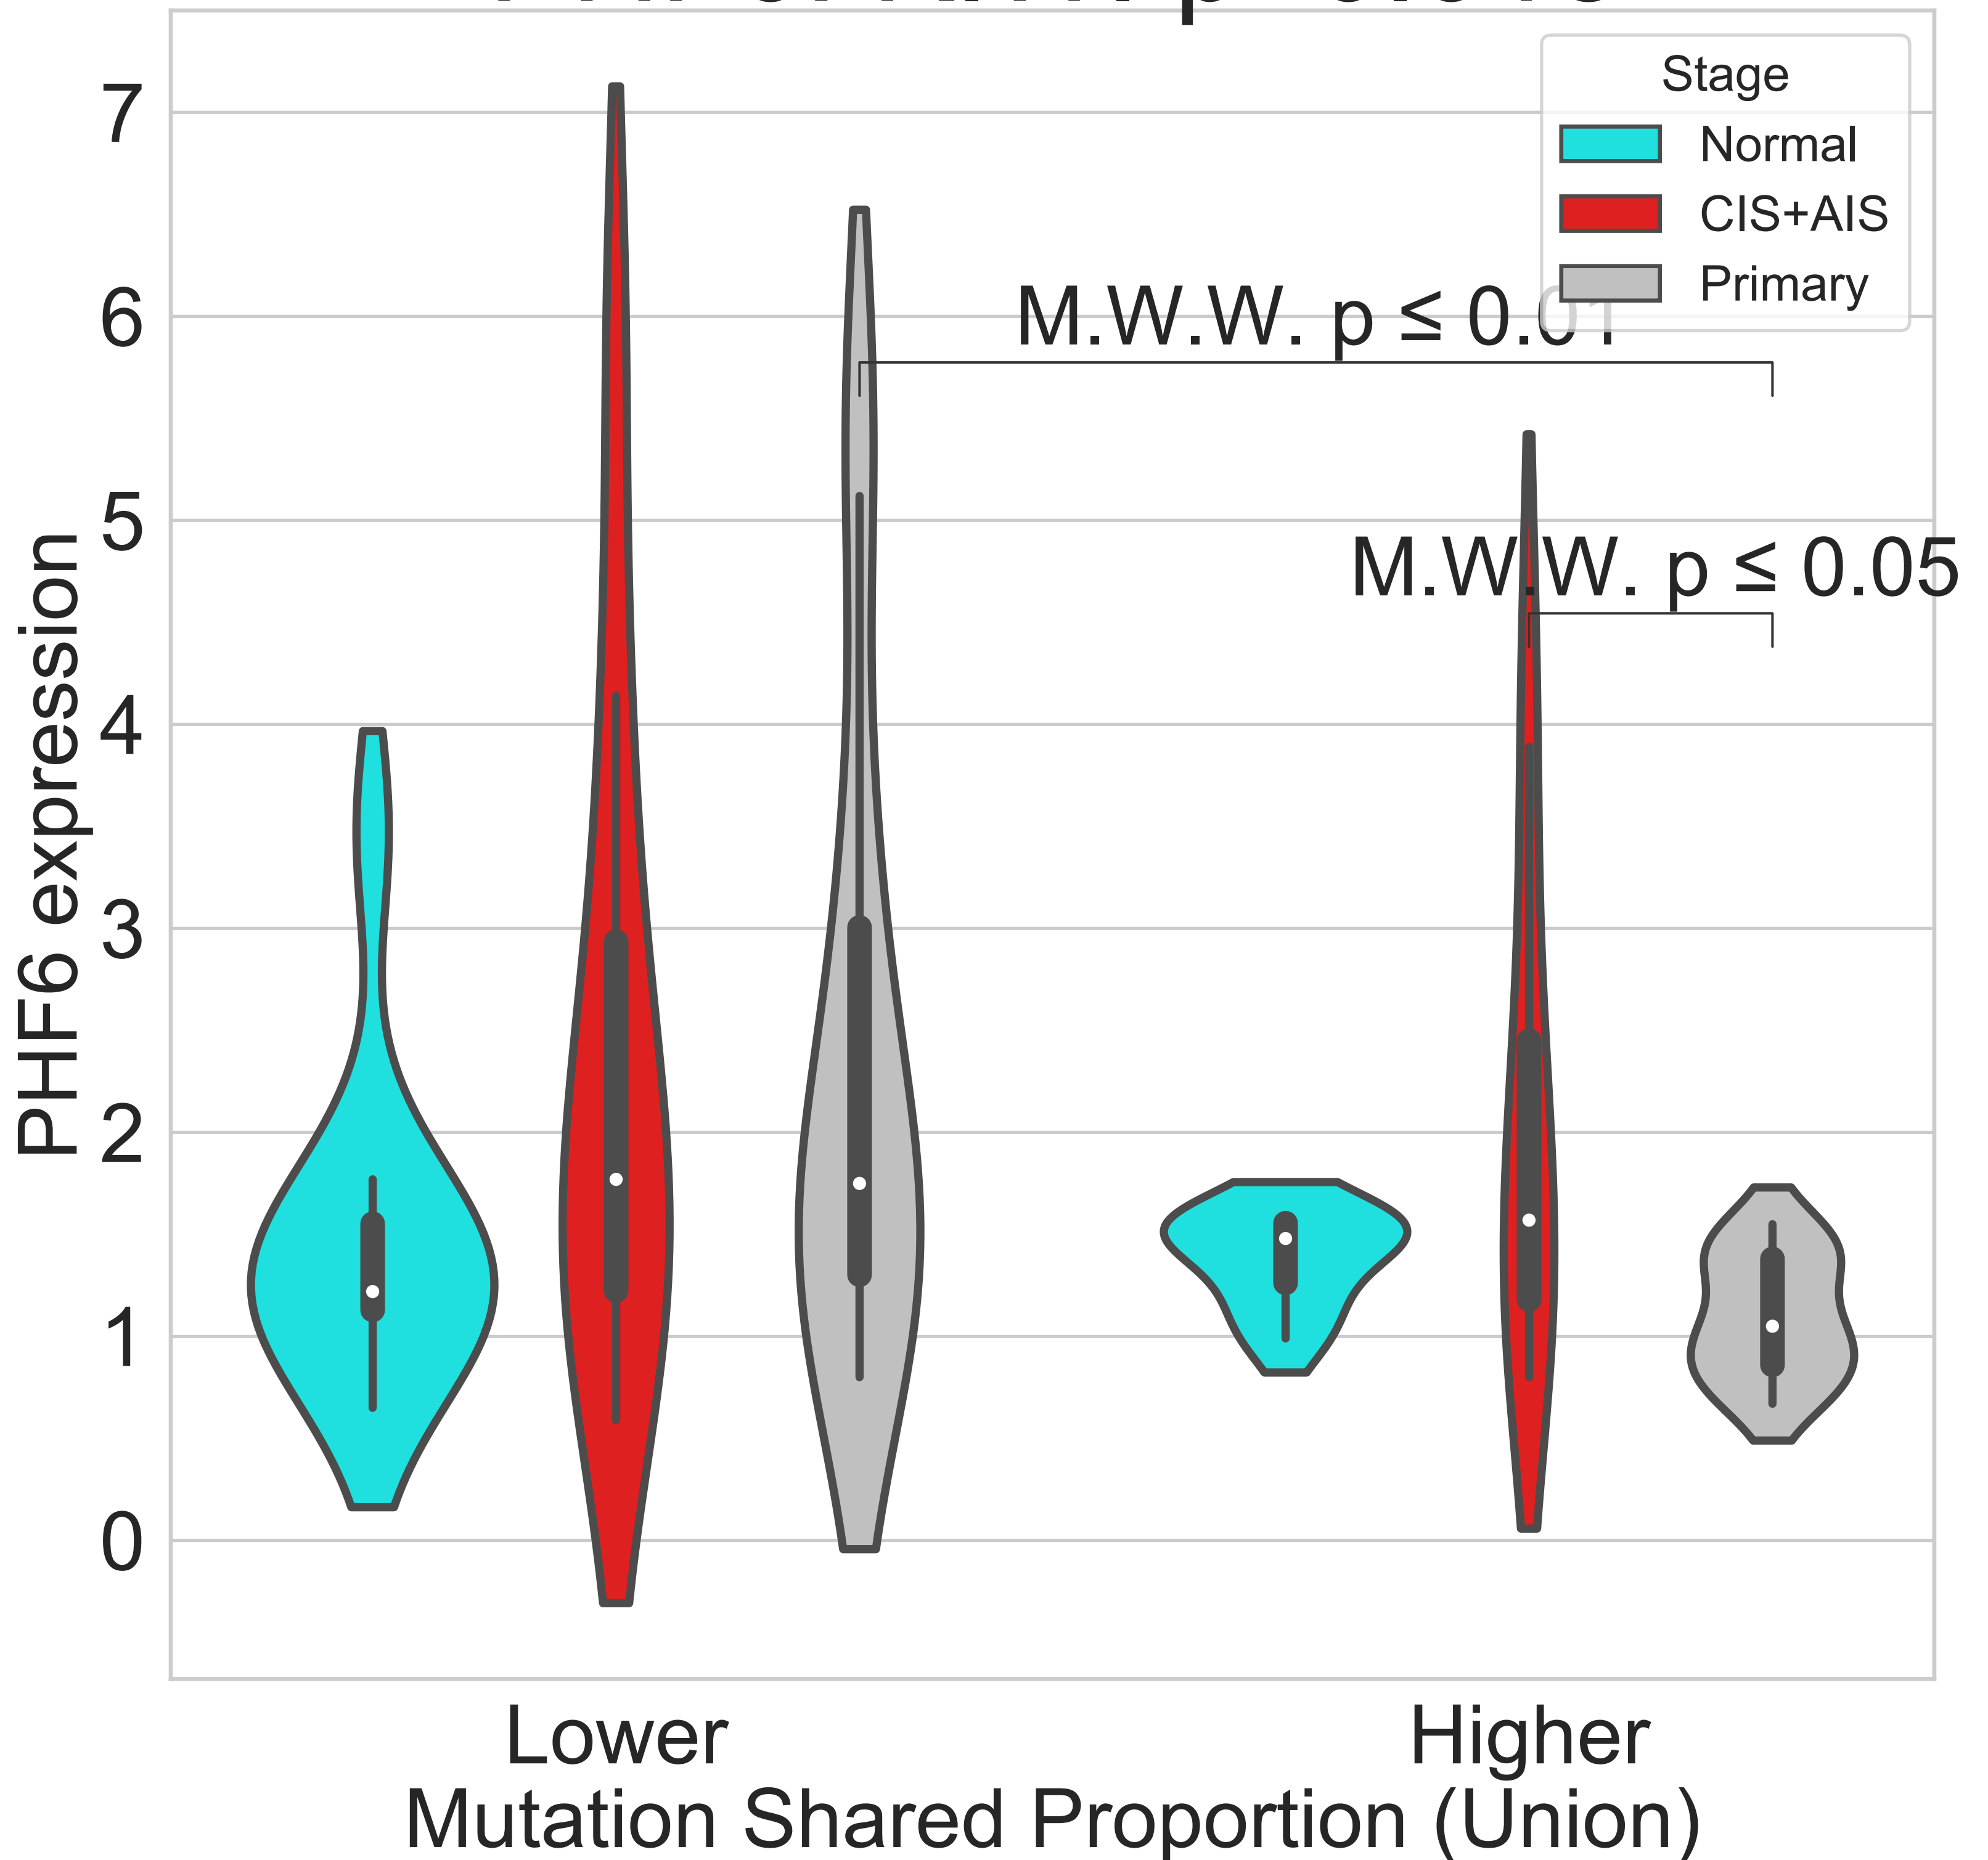 Stage
Normal
CIS+AIS
Primary
M.W.W. p ≤ 0.01
M.W.W. p ≤ 0.05
7
6
5
4
3
2
1
0
PHF6 expression
Lower
Higher
Mutation Shared Proportion (Union)